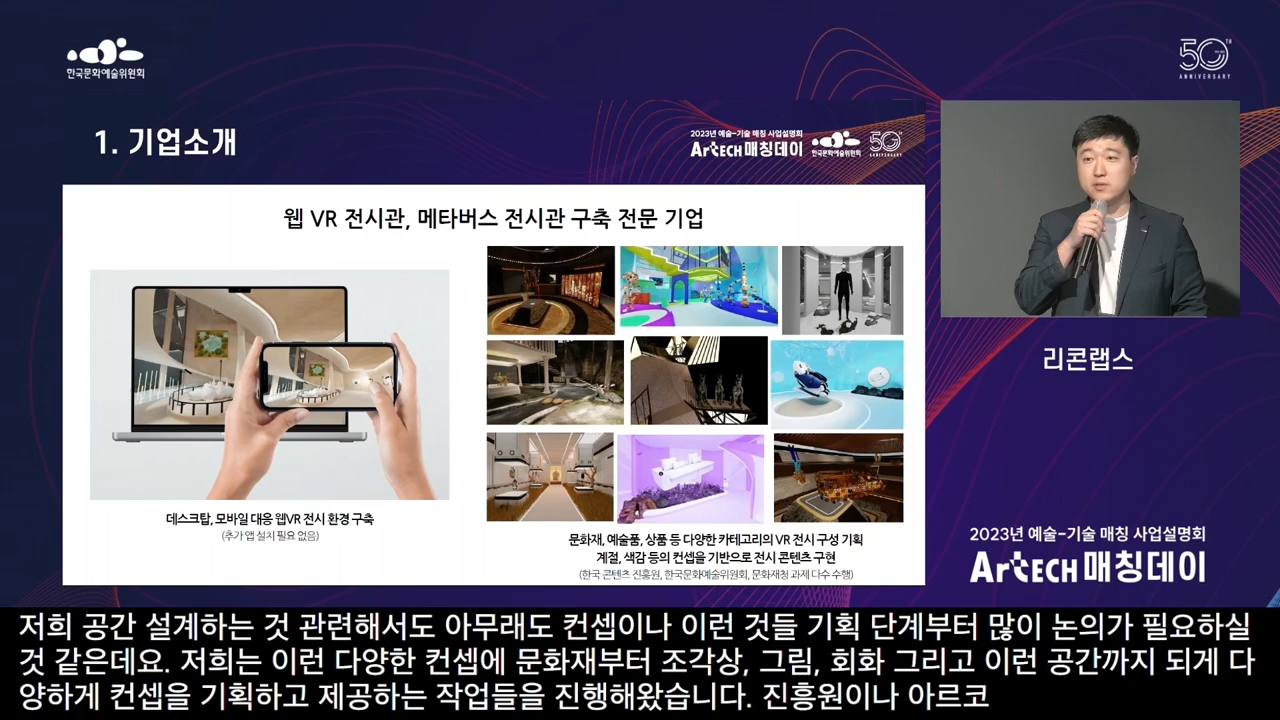 한국문화예술위원회
50TH
ANNIVERSARY
1. 기업소개
2023년 예술-기술 매칭 사업설명회
ArtECH 매칭데이
한국문화예술위원회
50TH
ANNIVERSARY
웹 VR 전시관, 메타버스 전시관 구축 전문 기업
데스크탑, 모바일 대응 웹VR 전시 환경 구축
(추가 앱 설치 필요 없음)
문화재, 예술품, 상품 등 다양한 카테고리의 VR 전시 구성 기획
계절, 색감 등의 컨셉을 기반으로 전시 콘텐츠 구현
(한국 콘텐츠 진흥원, 한국문화예술위원회, 문화재청 과제 다수 수행)
리콘랩스
2023년 예술-기술 매칭 사업설명회
ArtECH 매칭데이
저희 공간 설계하는 것 관련해서도 아무래도 컨셉이나 이런 것들 기획 단계부터 많이 논의가 필요하실
것 같은데요. 저희는 이런 다양한 컨셉에 문화재부터 조각상, 그림, 회화 그리고 이런 공간까지 되게 다
양하게 컨셉을 기획하고 제공하는 작업들을 진행해왔습니다. 진흥원이나 아르코